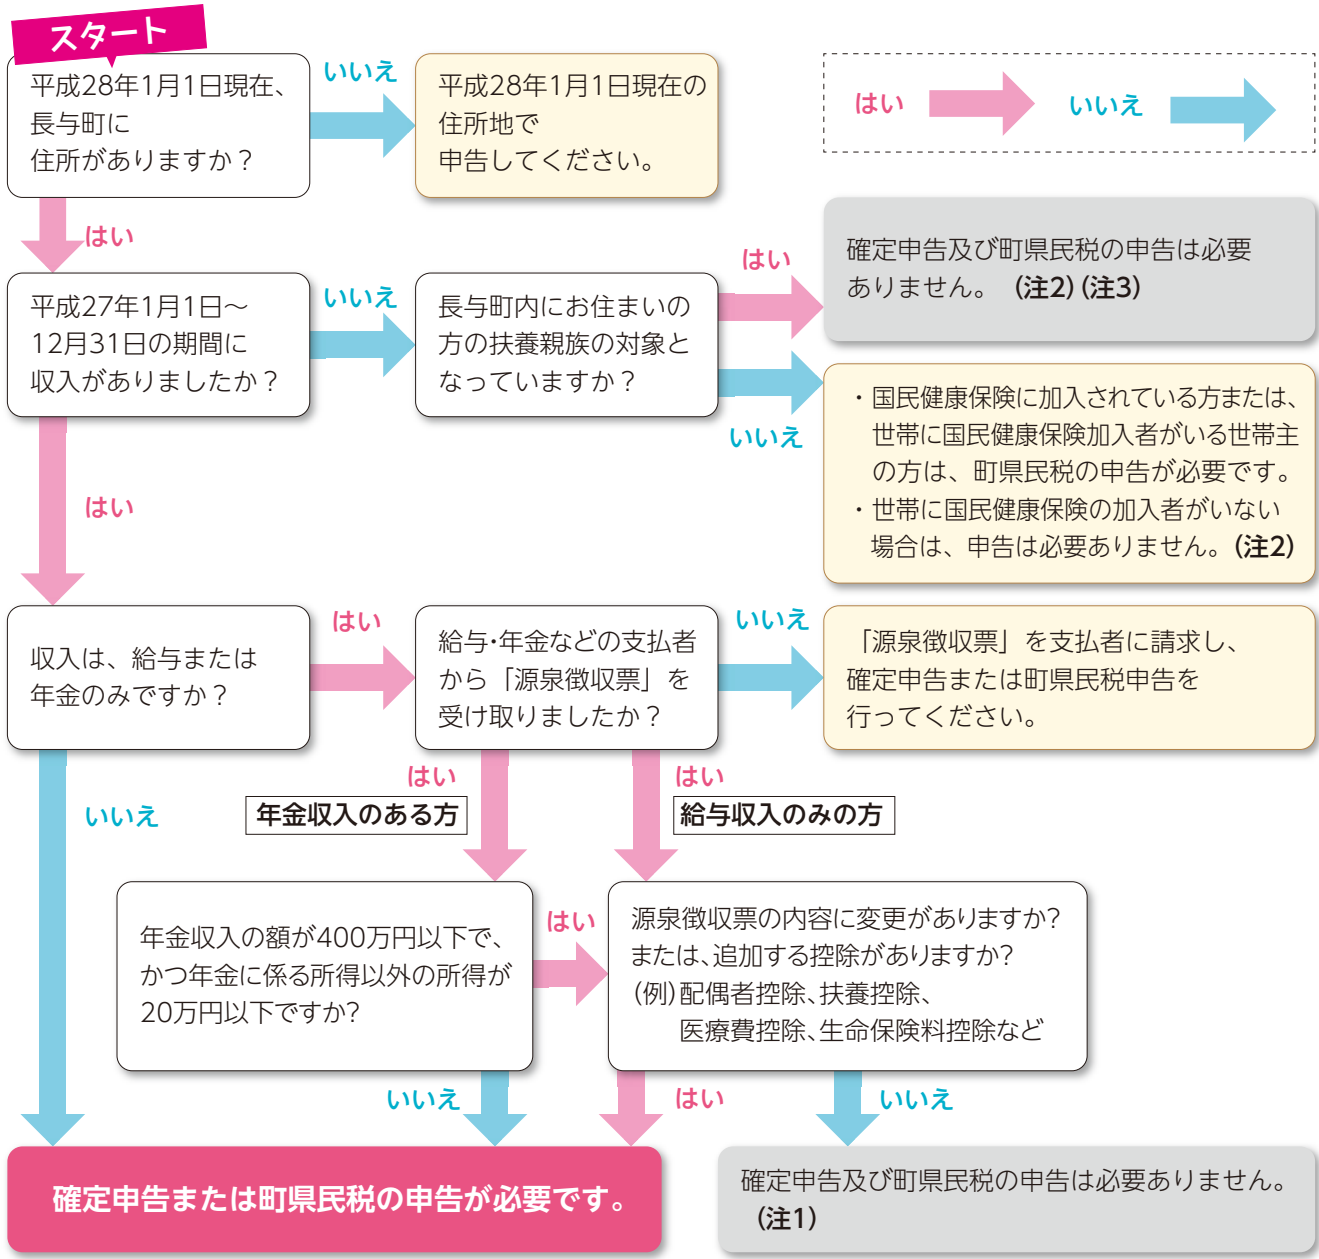 スタート
平成28年1月1日現在、
長与町に
住所がありますか？
いいえ
平成28年1月1日現在の
住所地で
申告してください。
はい
いいえ
はい
平成27年1月1日～
12月31日の期間に
収入がありましたか？
いいえ
長与町内にお住まいの
方の扶養親族の対象と
なっていますか？
はい
確定申告及び町県民税の申告は必要
ありません。（注2）（注3）
いいえ
・国民健康保険に加入されている方または、
世帯に国民健康保険加入者がいる世帯主
の方は、町県民税の申告が必要です。
・世帯に国民健康保険の加入者がいない
場合は、申告は必要ありません。（注2）
はい
収入は、給与または
年金のみですか？
はい
給与・年金などの支払者
から「源泉徴収票」を
受け取りましたか？
いいえ
「源泉徴収票」を支払者に請求し、
確定申告または町県民税申告を
行ってください。
いいえ
はい
年金収入のある方
はい
給与収入のみの方
年金収入の額が400万円以下で、
かつ年金に係る所得以外の所得が
20万円以下ですか?
はい
源泉徴収票の内容に変更がありますか?
または、追加する控除がありますか?
（例）配偶者控除、扶養控除、
医療費控除、生命保険料控除など
いいえ
はい
いいえ
確定申告または町県民税の申告が必要です。
確定申告及び町県民税の申告は必要ありません。
（注1）